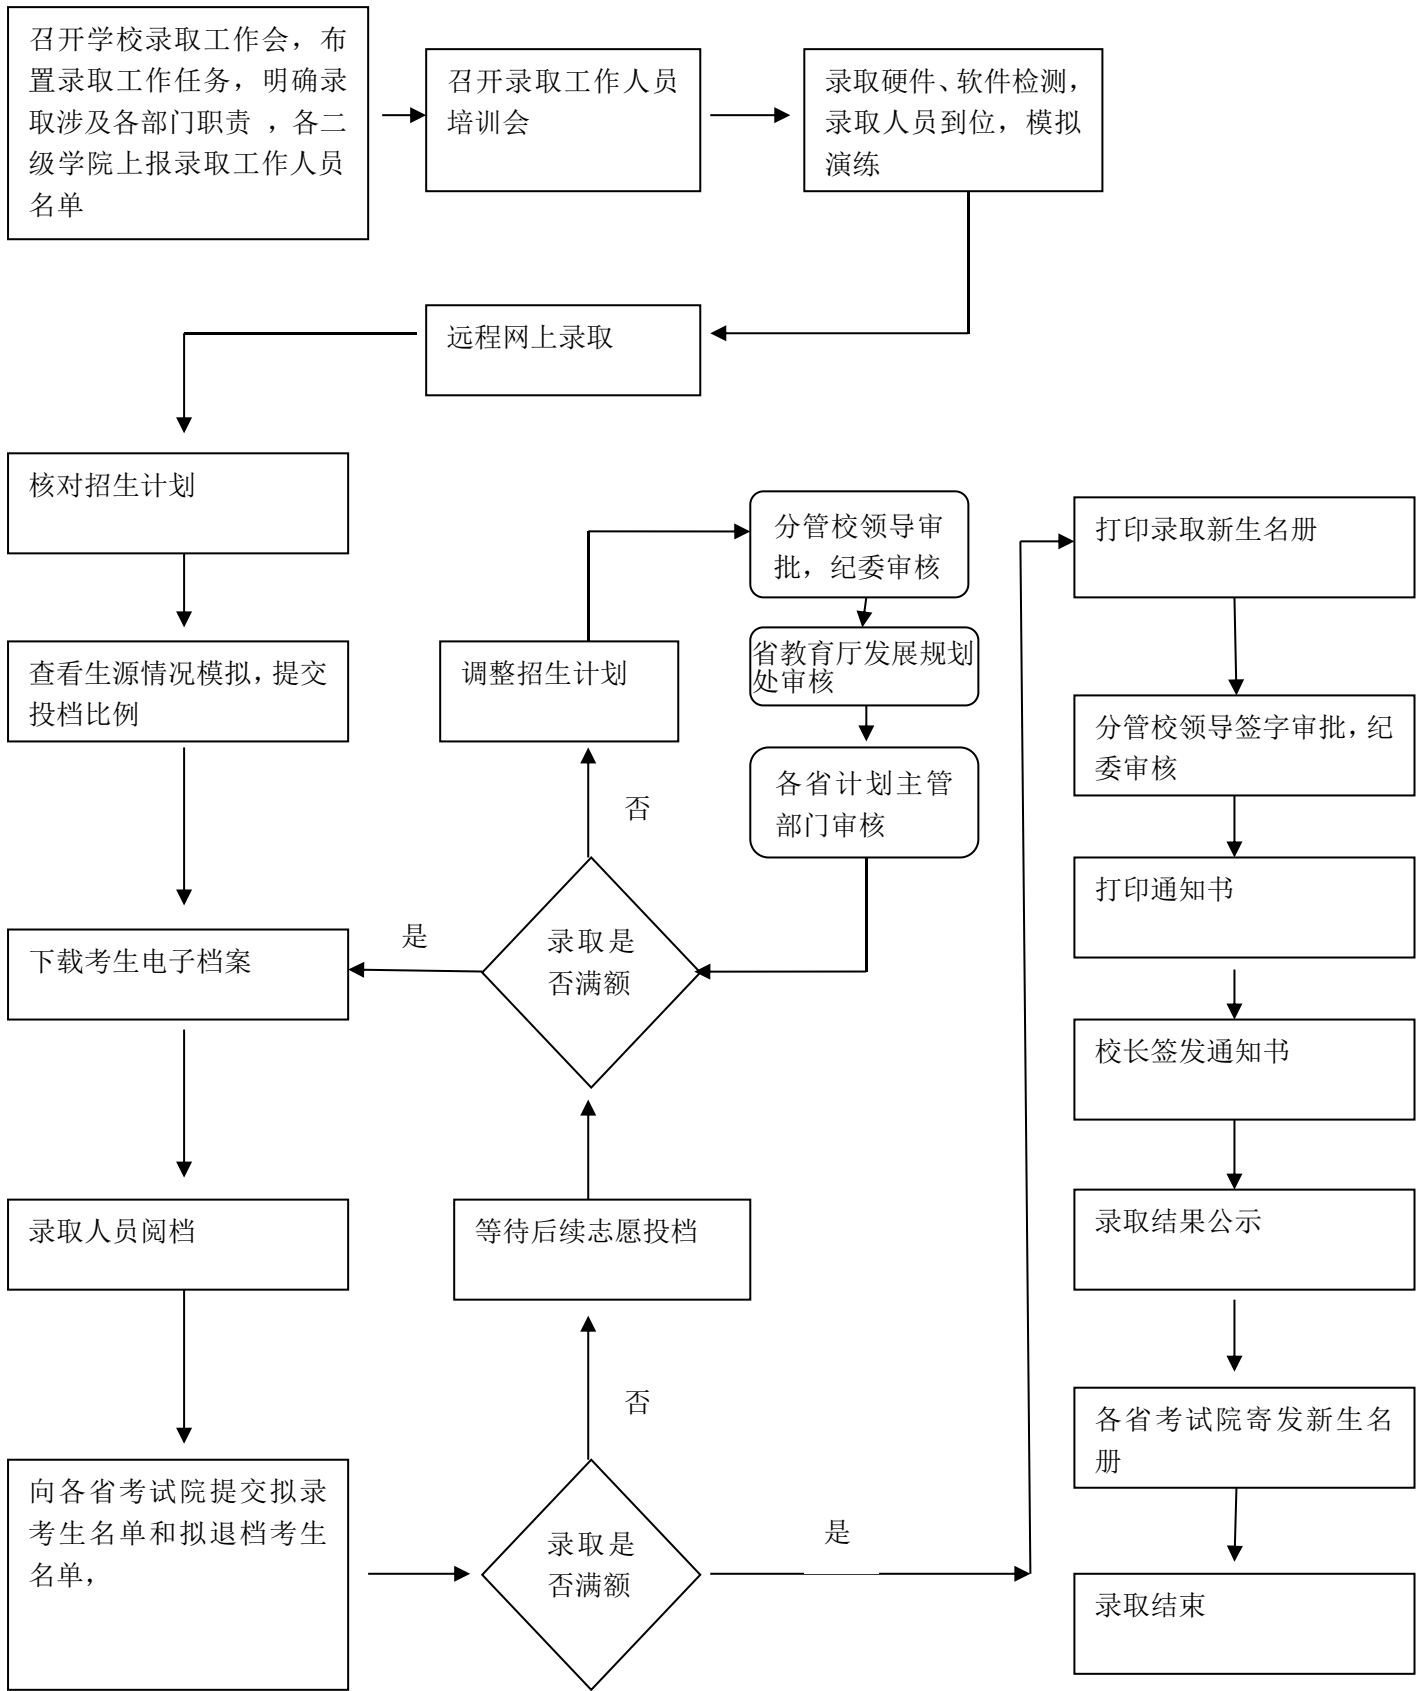 召开学校录取工作会，布
置录取工作任务，明确录
取涉及各部门职责 ，各二
级学院上报录取工作人员
名单
召开录取工作人员
培训会
录取硬件、软件检测，
录取人员到位，模拟
演练
远程网上录取
核对招生计划
查看生源情况模拟，提交
投档比例
下载考生电子档案
录取人员阅档
向各省考试院提交拟录
考生名单和拟退档考生
名单，
录取是
否满额
否
是
等待后续志愿投档
录取是
否满额
是
否
调整招生计划
分管校领导审
批，纪委审核
省教育厅发展规划
处审核
各省计划主管
部门审核
打印录取新生名册
分管校领导签字审批，纪
委审核
打印通知书
校长签发通知书
录取结果公示
各省考试院寄发新生名
册
录取结束